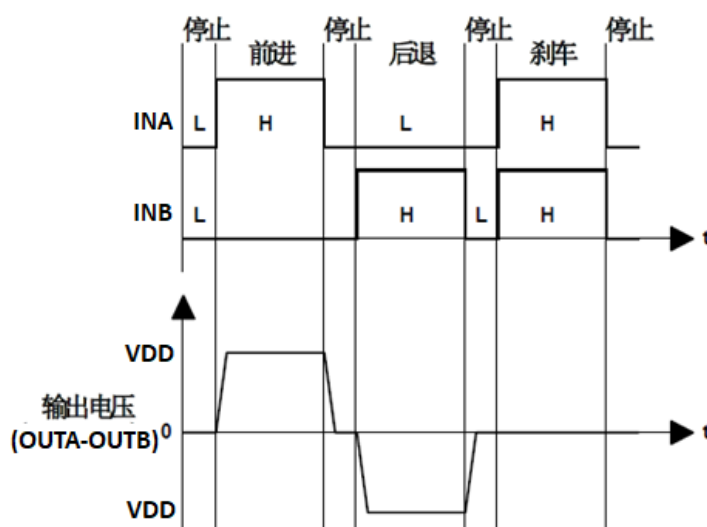 停止 停止 停止 停止
前进 后退 刹车
INA L H L H
INB L H L H
t
VDD
输出电压
(OUTA-OUTB) 0 t
VDD